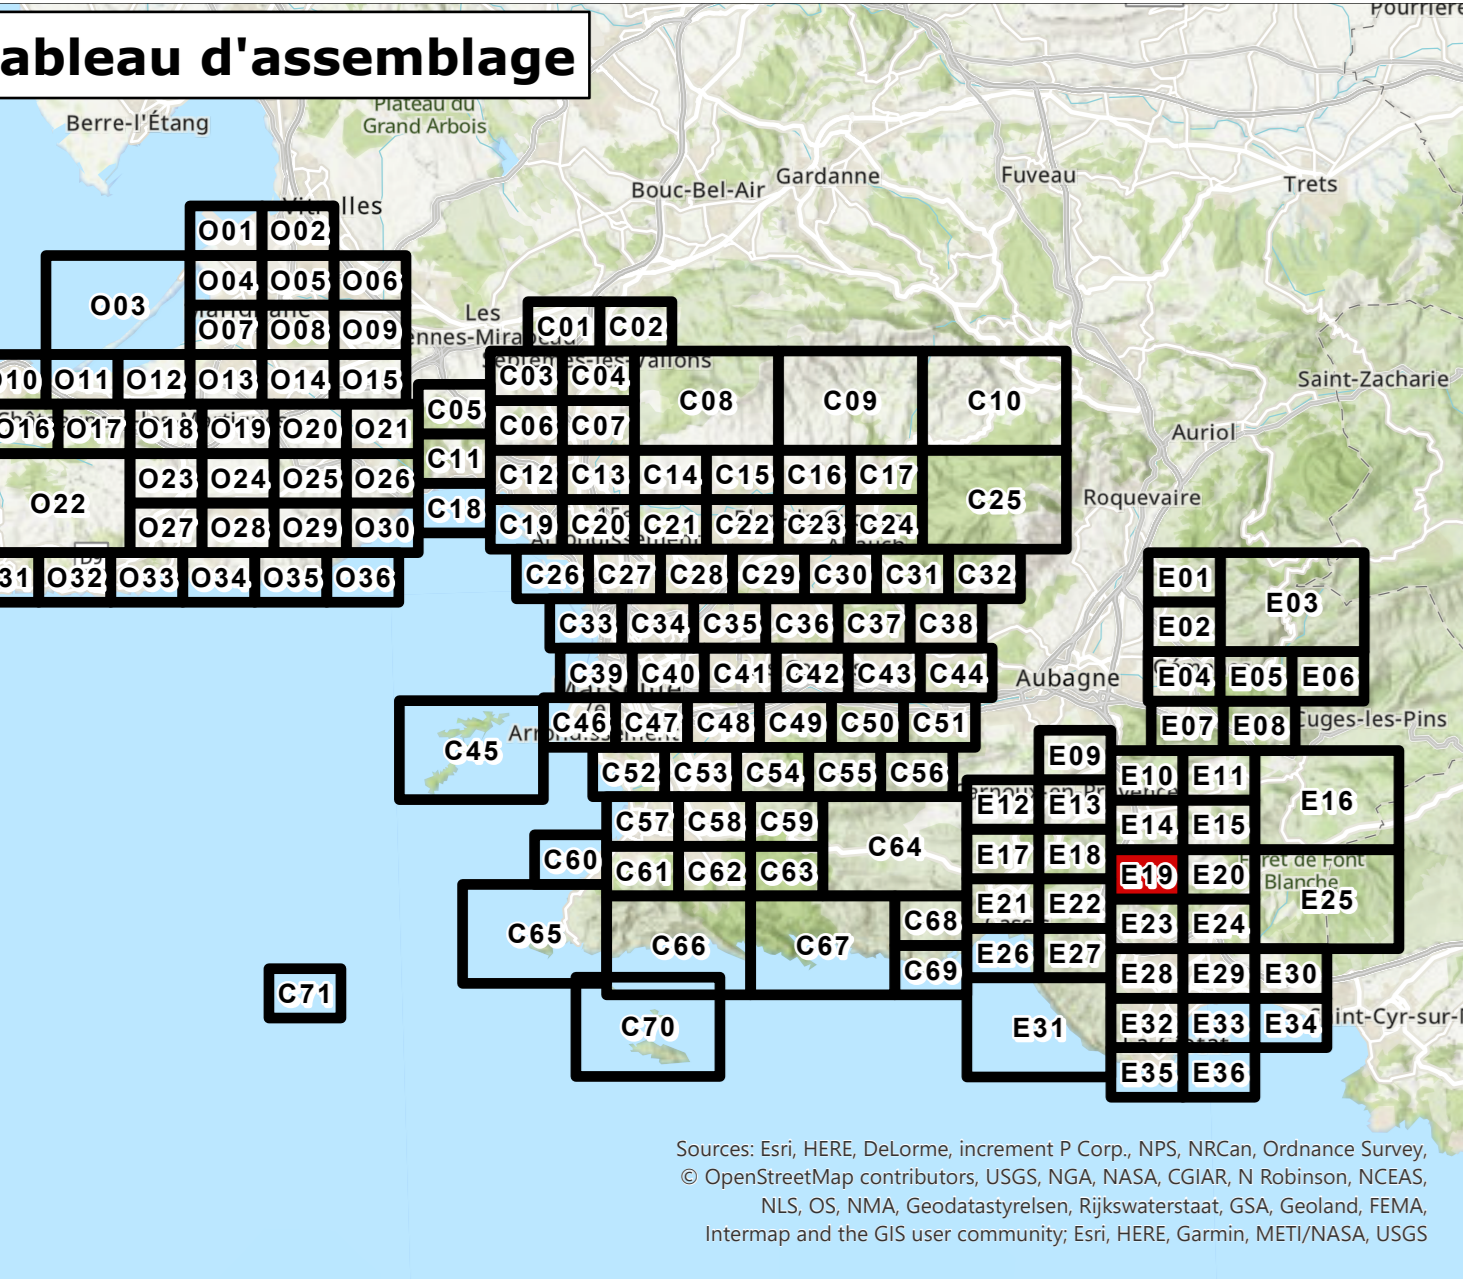 Pourrière
ableau d'assemblage
Plateau du
Grand Arbois
Berre-l'Étang
Bouc-Bel-Air
Gardanne
Fuveau
Trets
O01 O02
O03
O04 O05 O06
O07 O08 O09
Les
C01 C02
10 O11 O12 O13 O14 O15
C03 C04
C05
C06 C07
C08 C09 C10
Saint-Zacharie
O16 O17 O18 O19 O20 O21
Auriol
C11
C12 C13 C14 C15 C16 C17
C25
Roquevaire
O22
O23 O24 O25 O26
C18
C19 C20 C21 C22 C23 C24
O27 O28 O29 O30
31 O32 O33 O34 O35 O36
C26 C27 C28 C29 C30 C31 C32
E01
E02
E03
C33 C34 C35 C36 C37 C38
C39 C40 C41 C42 C43 C44
Aubagne
E04 E05 E06
C45
C46 C47 C48 C49 C50 C51
E07 E08
Cuges-les-Pins
C52 C53 C54 C55 C56
E09
E10 E11
E16
C57 C58 C59
C64
E12 E13
E14 E15
C60
C61 C62 C63
E17 E18
E19 E20
Forêt de Font
Blanche
E25
C65
C66 C67
C68
C69
E21 E22
E23 E24
E26 E27
E28 E29 E30
C71
C70
E31
E32 E33 E34
int-Cyr-sur-
E35 E36
Sources: Esri, HERE, DeLorme, increment P Corp., NPS, NRCan, Ordnance Survey,
© OpenStreetMap contributors, USGS, NGA, NASA, CGIAR, N Robinson, NCEAS,
NLS, OS, NMA, Geodatastyrelsen, Rijkswaterstaat, GSA, Geoland, FEMA,
Intermap and the GIS user community; Esri, HERE, Garmin, METI/NASA, USGS